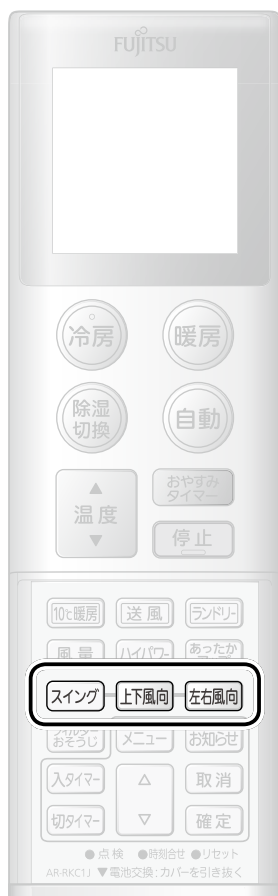 FUJITSU
冷房 暖房
除湿
切換
自動
▲
温度
▼
おやすみ
タイマー
停止
10℃暖房 送風 ランドリー
風量 ハイパワー あったか
スイング 上下風向 左右風向
おそうじ メニュー お知らせ
入タイマー △ 取消
切タイマー ▽ 確定
●点検 ●時刻合せ ●リセット
AR-RKC1J ▼電池交換:カバーを引き抜く